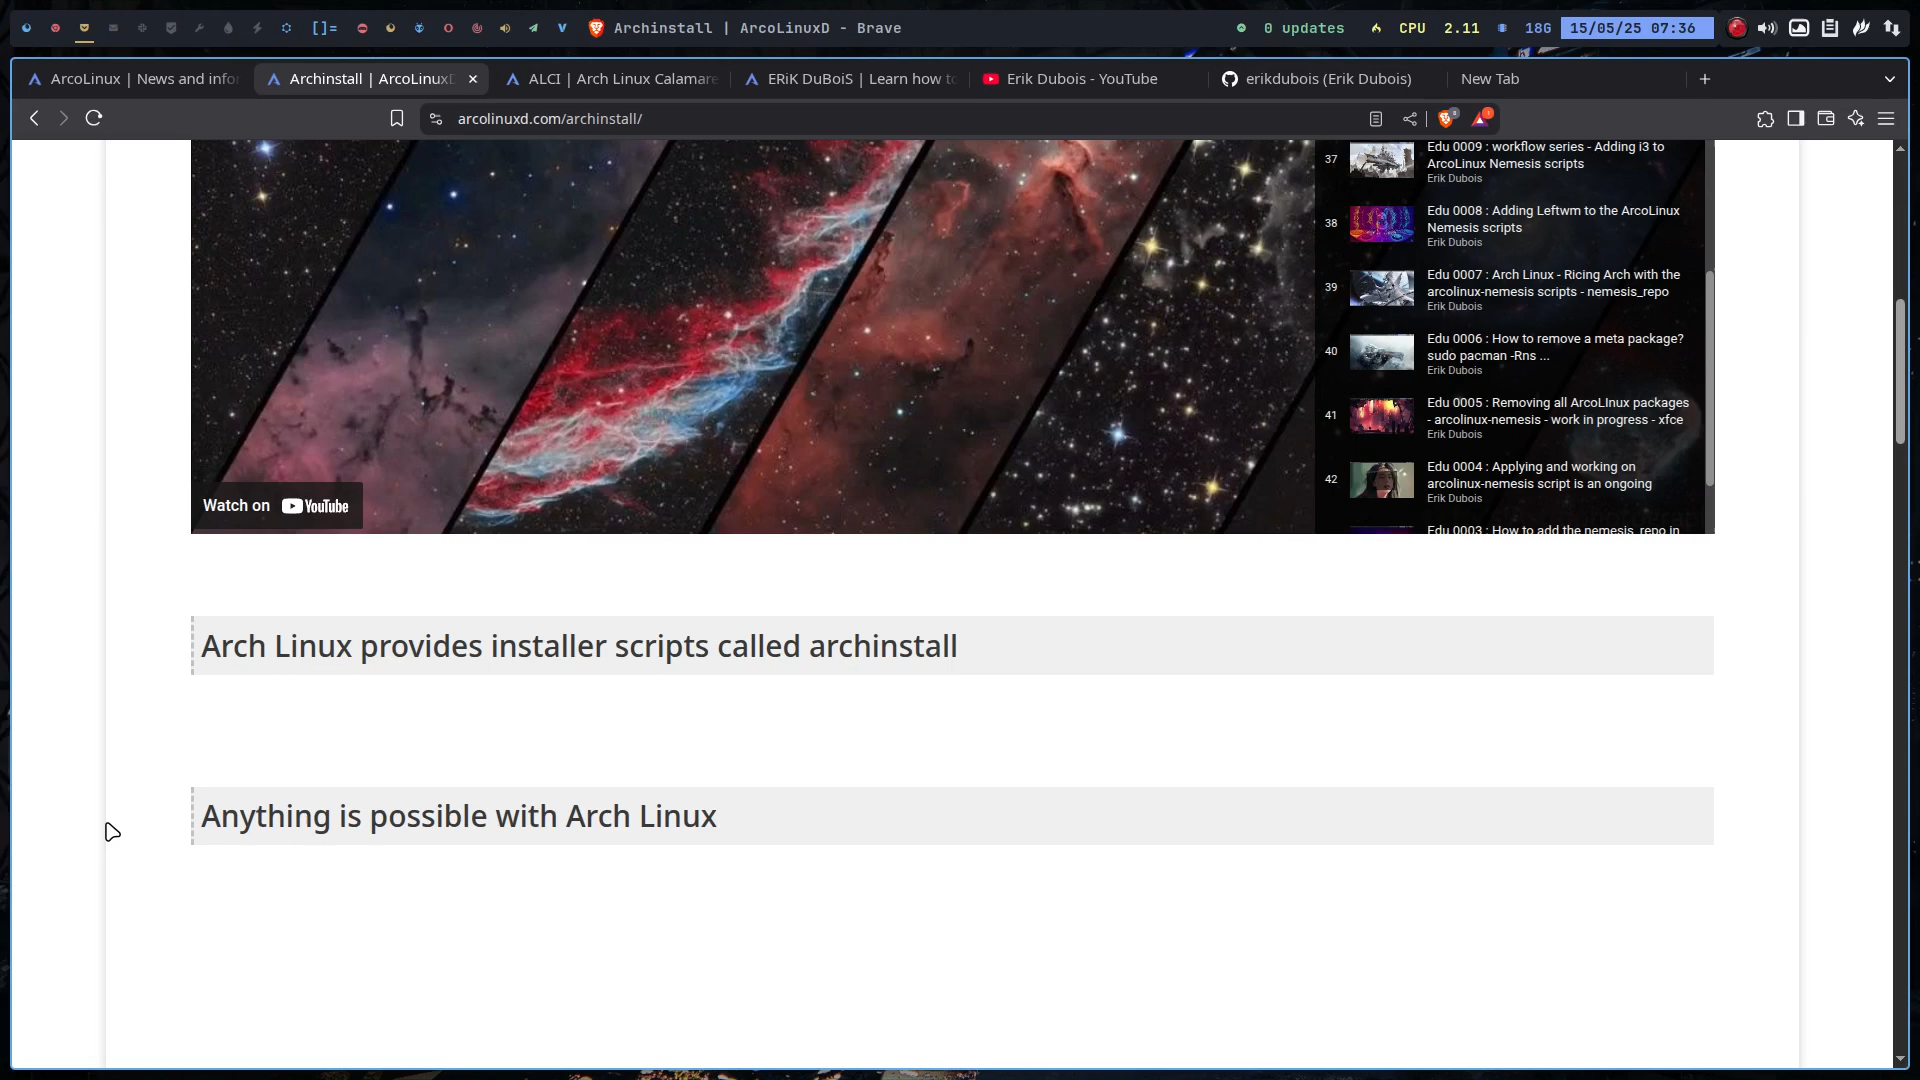 []= Archinstall | ArcoLinuxD - Brave 0 updates CPU 2.11 18G 15/05/25 07:36
ArcoLinux | News and infor Archinstall | ArcoLinuxD ALCI | Arch Linux Calamare ERiK DuBoiS | Learn how to Erik Dubois - YouTube erikdubois (Erik Dubois) New Tab
arcolinuxd.com/archinstall/
37
Edu 0009 : workflow series - Adding i3 to
ArcoLinux Nemesis scripts
Erik Dubois
38
Edu 0008 : Adding Leftwm to the ArcoLinux
Nemesis scripts
Erik Dubois
39
Edu 0007 : Arch Linux - Ricing Arch with the
arcolinux-nemesis scripts - nemesis_repo
Erik Dubois
40
Edu 0006 : How to remove a meta package?
sudo pacman -Rns ...
Erik Dubois
41
Edu 0005 : Removing all ArcoLInux packages
- arcolinux-nemesis - work in progress - xfce
Erik Dubois
42
Edu 0004 : Applying and working on
arcolinux-nemesis script is an ongoing
Erik Dubois
Edu 0003 : How to add the nemesis_repo in
Watch on YouTube
Arch Linux provides installer scripts called archinstall
Anything is possible with Arch Linux